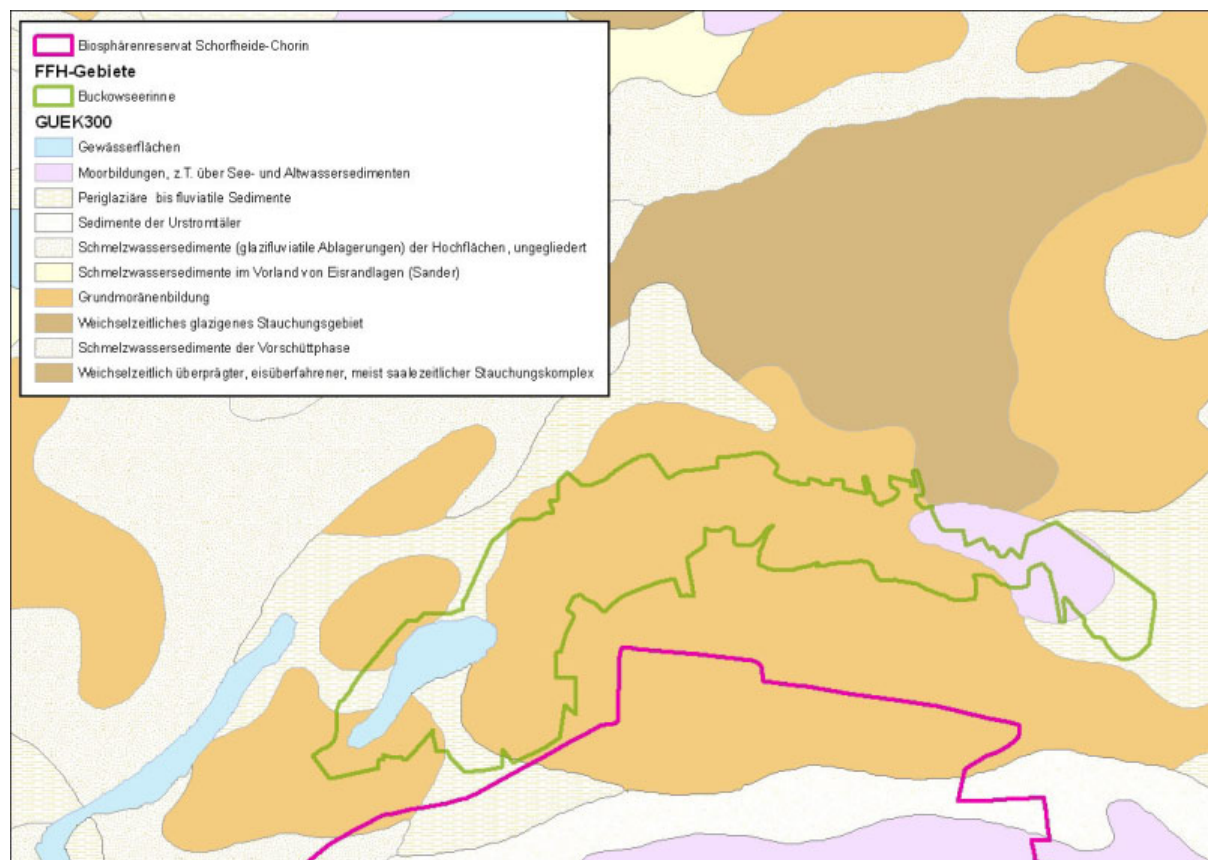 Biosphärenreservat Schorfheide-Chorin
FFH-Gebiete
Buckowseerinne
GUEK300
Gewässerflächen
Moorbildungen, z.T. über See- und Altwassersedimenten
Periglaziäre bis fluviatile Sedimente
Sedimente der Urstromtäler
Schmelzwassersedimente (glazifluviatile Ablagerungen) der Hochflächen, ungegliedert
Schmelzwassersedimente im Vorland von Eisrandlagen (Sander)
Grundmoränenbildung
Weichselzeitliches glazigenes Stauchungsgebiet
Schmelzwassersedimente der Vorschüttphase
Weichselzeitlich überprägter, eisüberfahrener, meist saalezeitlicher Stauchungskomplex